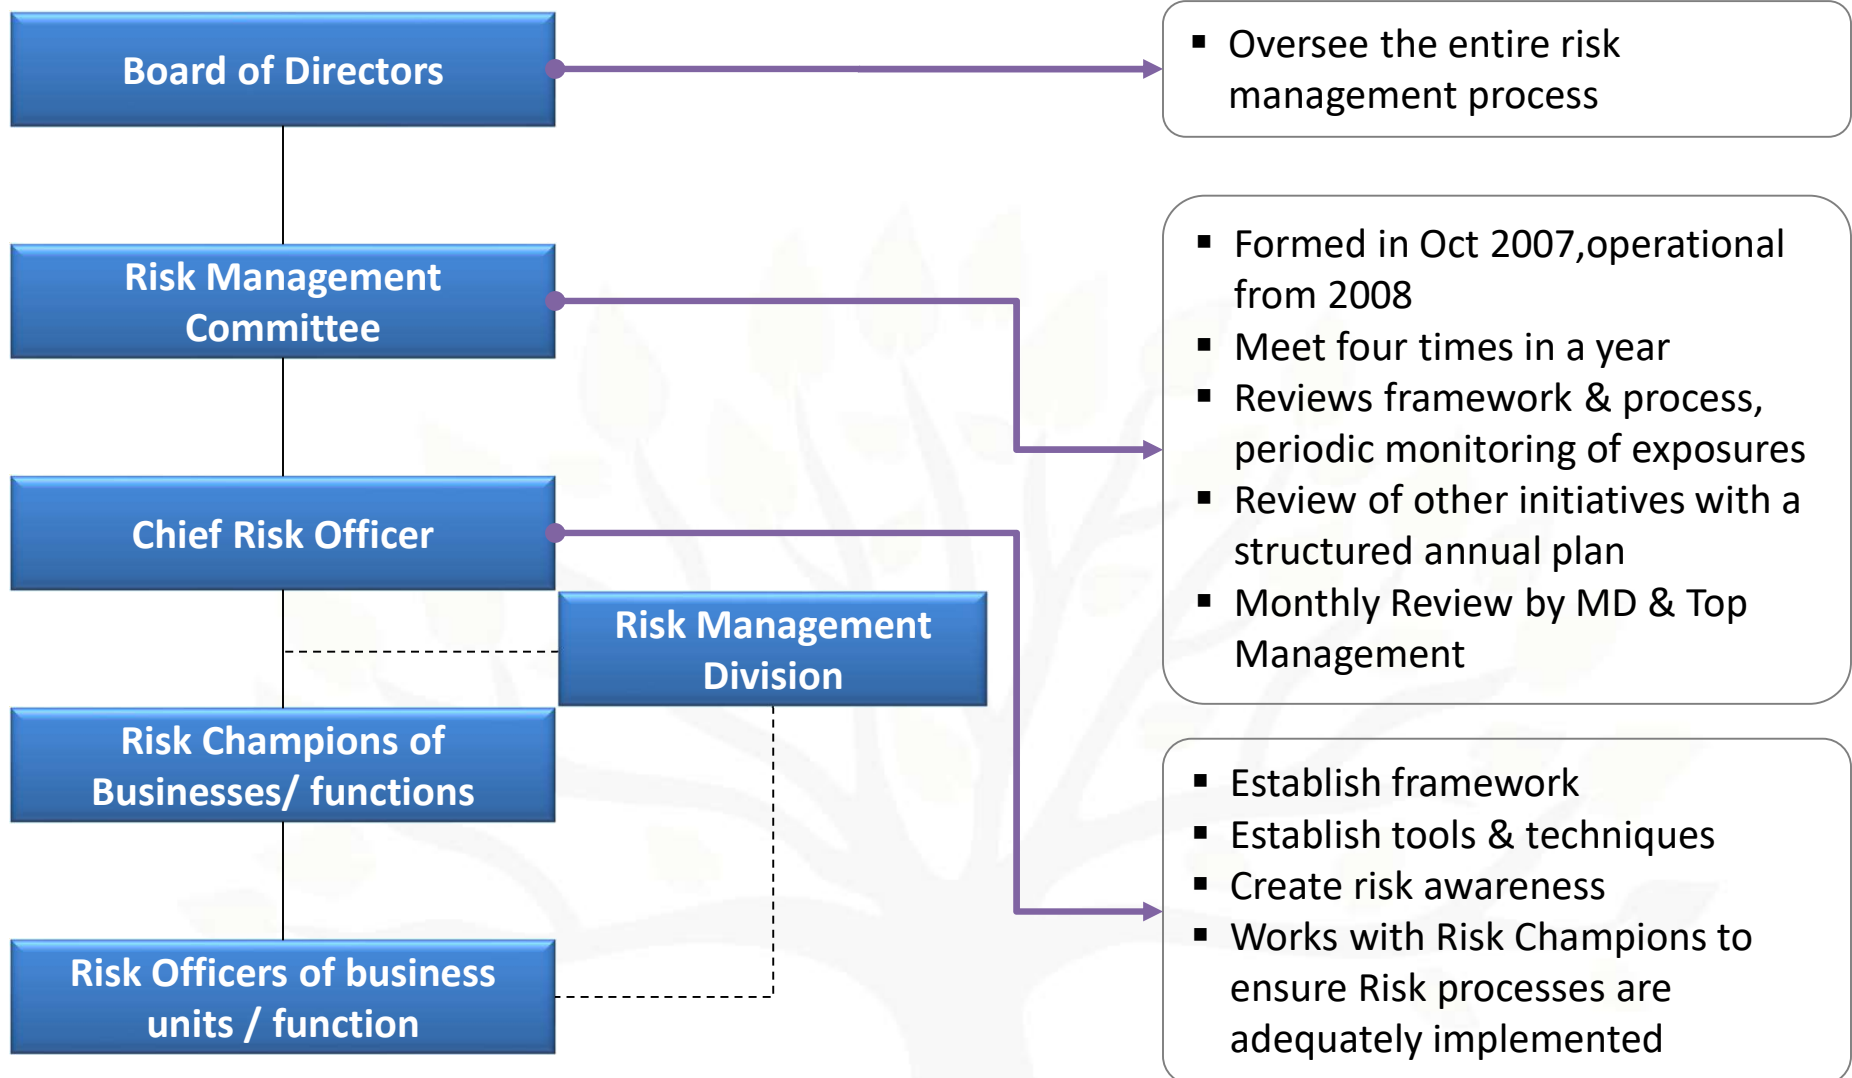 Board of Directors
▪ Oversee the entire risk
management process
Risk Management
Committee
▪ Formed in Oct 2007,operational
from 2008
▪ Meet four times in a year
▪ Reviews framework & process,
periodic monitoring of exposures
▪ Review of other initiatives with a
structured annual plan
▪ Monthly Review by MD & Top
Management
Chief Risk Officer
Risk Management
Division
Risk Champions of
Businesses/ functions
▪ Establish framework
▪ Establish tools & techniques
▪ Create risk awareness
▪ Works with Risk Champions to
ensure Risk processes are
adequately implemented
Risk Officers of business
units / function